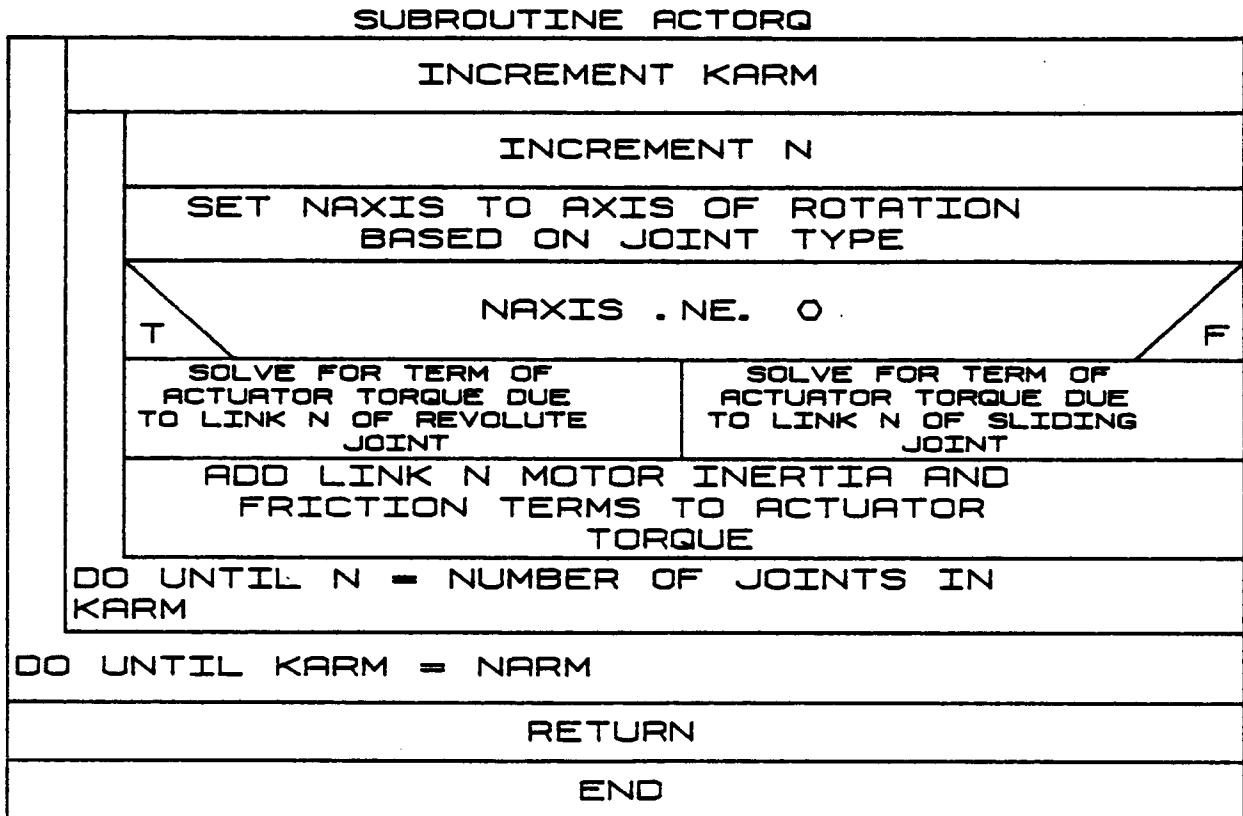 SUBROUTINE ACTORQ
INCREMENT KARM
INCREMENT N
SET NAXIS TO AXIS OF ROTATION
BASED ON JOINT TYPE
NAXIS .NE. 0
T
F
SOLVE FOR TERM OF
ACTUATOR TORQUE DUE
TO LINK N OF REVOLUTE
JOINT
SOLVE FOR TERM OF
ACTUATOR TORQUE DUE
TO LINK N OF SLIDING
JOINT
ADD LINK N MOTOR INERTIA AND
FRICTION TERMS TO ACTUATOR
TORQUE
DO UNTIL N = NUMBER OF JOINTS IN
KARM
DO UNTIL KARM = NARM
RETURN
END